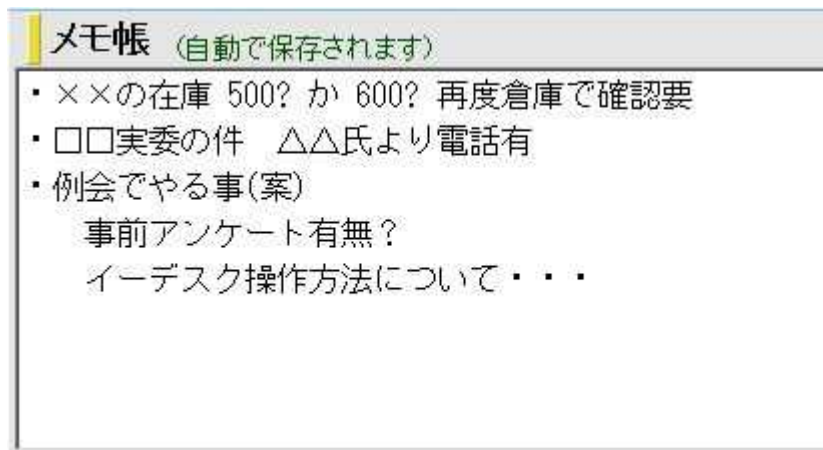 メモ帳 (自動で保存されます)
・××の在庫 500? か 600? 再度倉庫で確認要
・□□実委の件　△△氏より電話有
・例会でやる事(案)
　　事前アンケート有無？
　　イーデスク操作方法について・・・